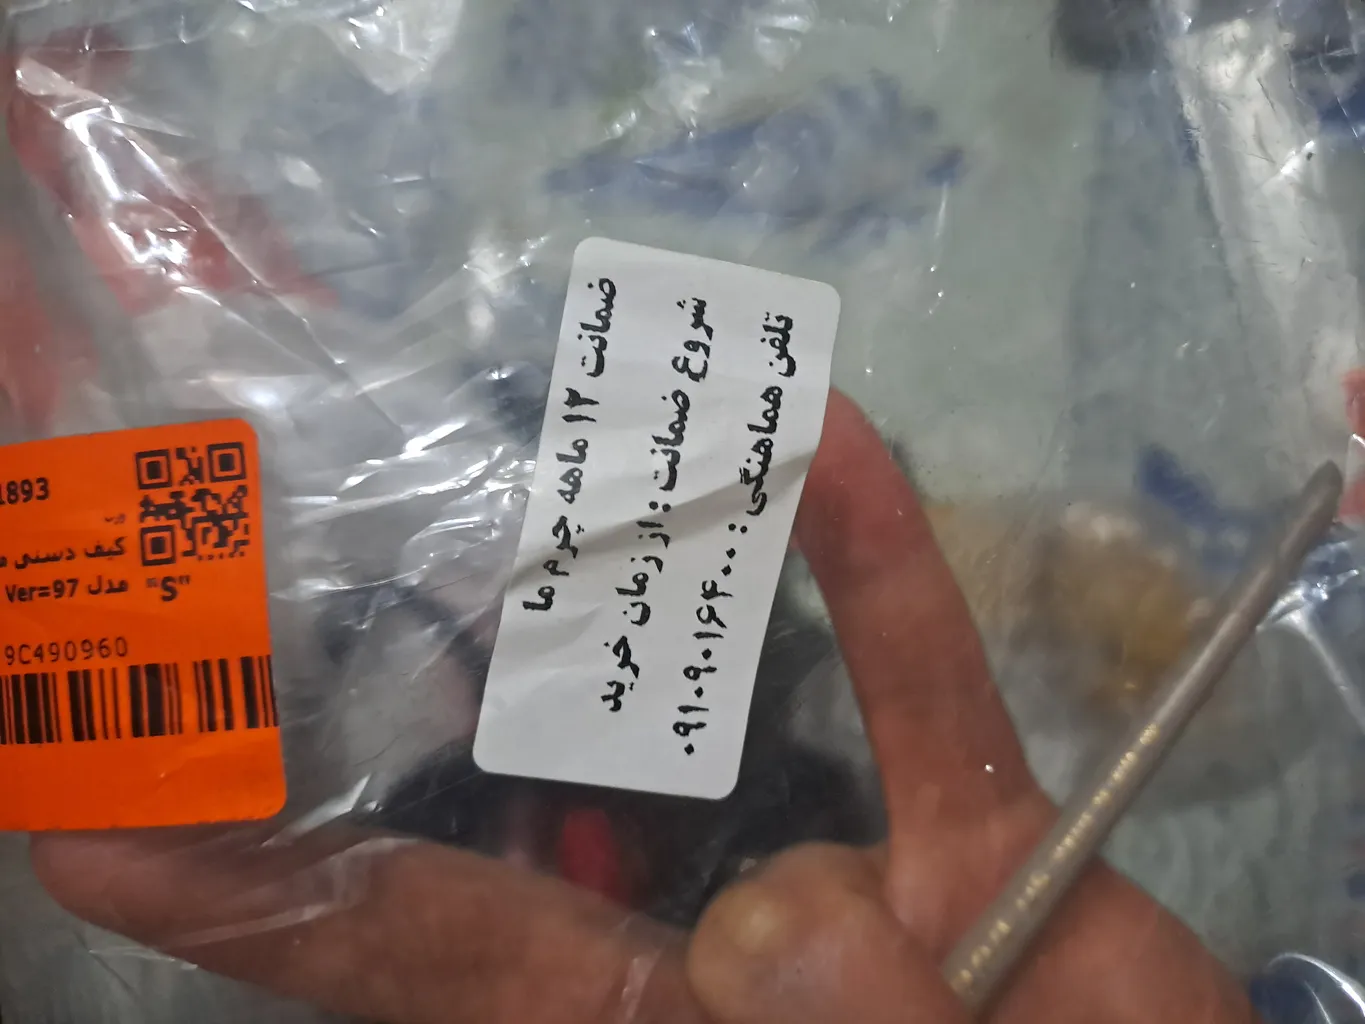 ضمانت ۱۲ ماهه چرم ما
شروع ضمانت : از زمان خرید
تلفن هماهنگی : ۰۹۱۰۹۰۱۶۴۰۰
1893
کیف دستی
مدل Ver=97
"S"
9C490960